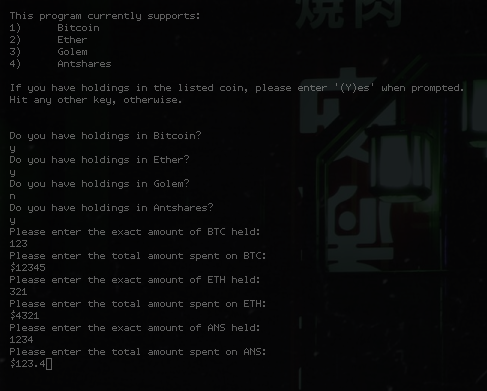 This program currently supports:
1)	Bitcoin
2)	Ether
3)	Golem
4)	Antshares
If you have holdings in the listed coin, please enter '(Y)es' when prompted.
Hit any other key, otherwise.
Do you have holdings in Bitcoin?
y
Do you have holdings in Ether?
y
Do you have holdings in Golem?
n
Do you have holdings in Antshares?
y
Please enter the exact amount of BTC held:
123
Please enter the total amount spent on BTC:
$12345
Please enter the exact amount of ETH held:
321
Please enter the total amount spent on ETH:
$4321
Please enter the exact amount of ANS held:
1234
Please enter the total amount spent on ANS:
$123.4
焼肉